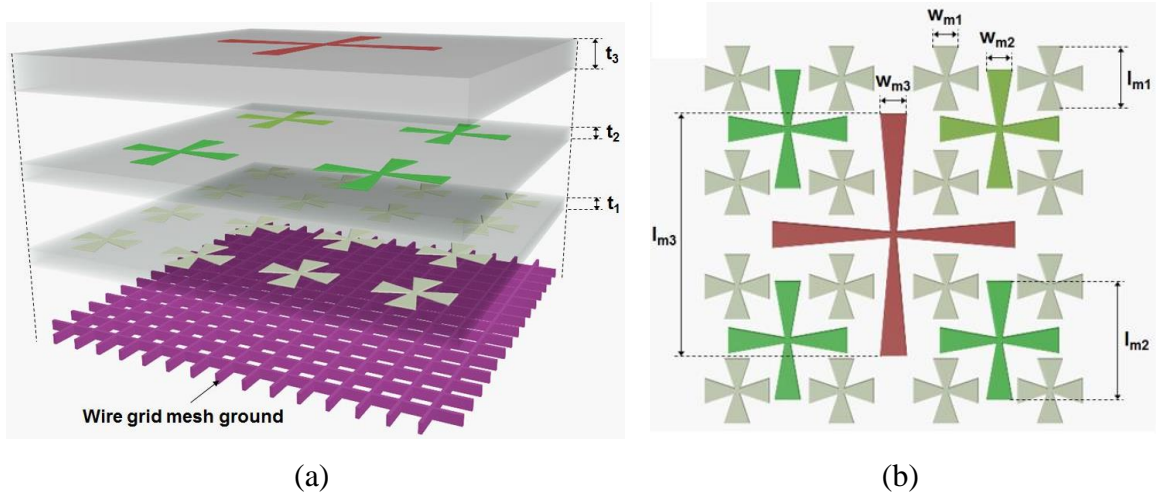 t3
t2
t1
Wire grid mesh ground
(a)
wm1
wm2
wm3
lm1
lm3
lm2
(b)